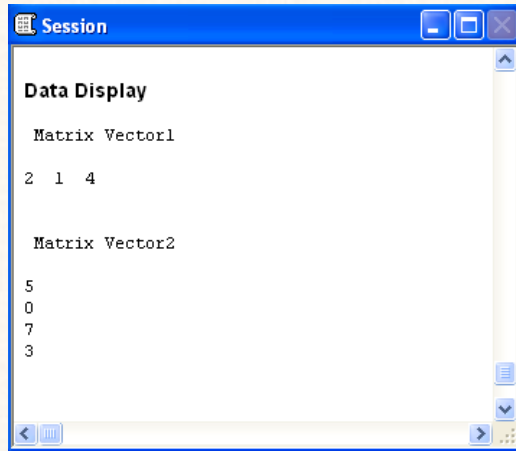 Session
Data Display
Matrix Vector1
2 1 4
Matrix Vector2
5
0
7
3